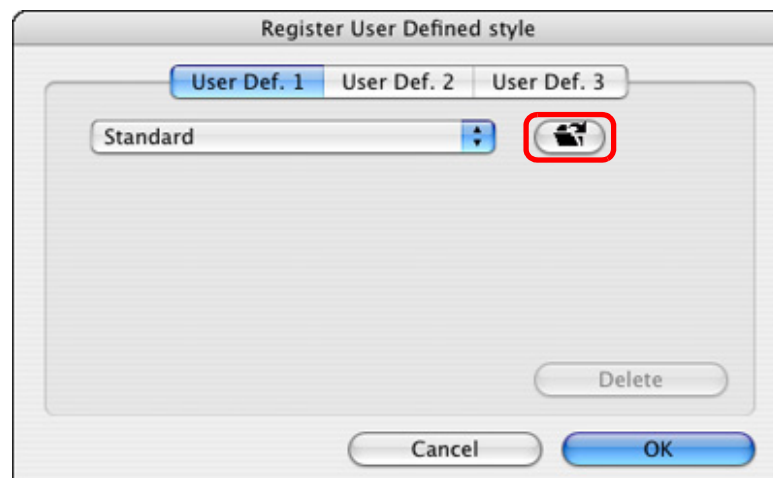 Register User Defined style
User Def. 1 User Def. 2 User Def. 3
Standard
Delete
Cancel OK